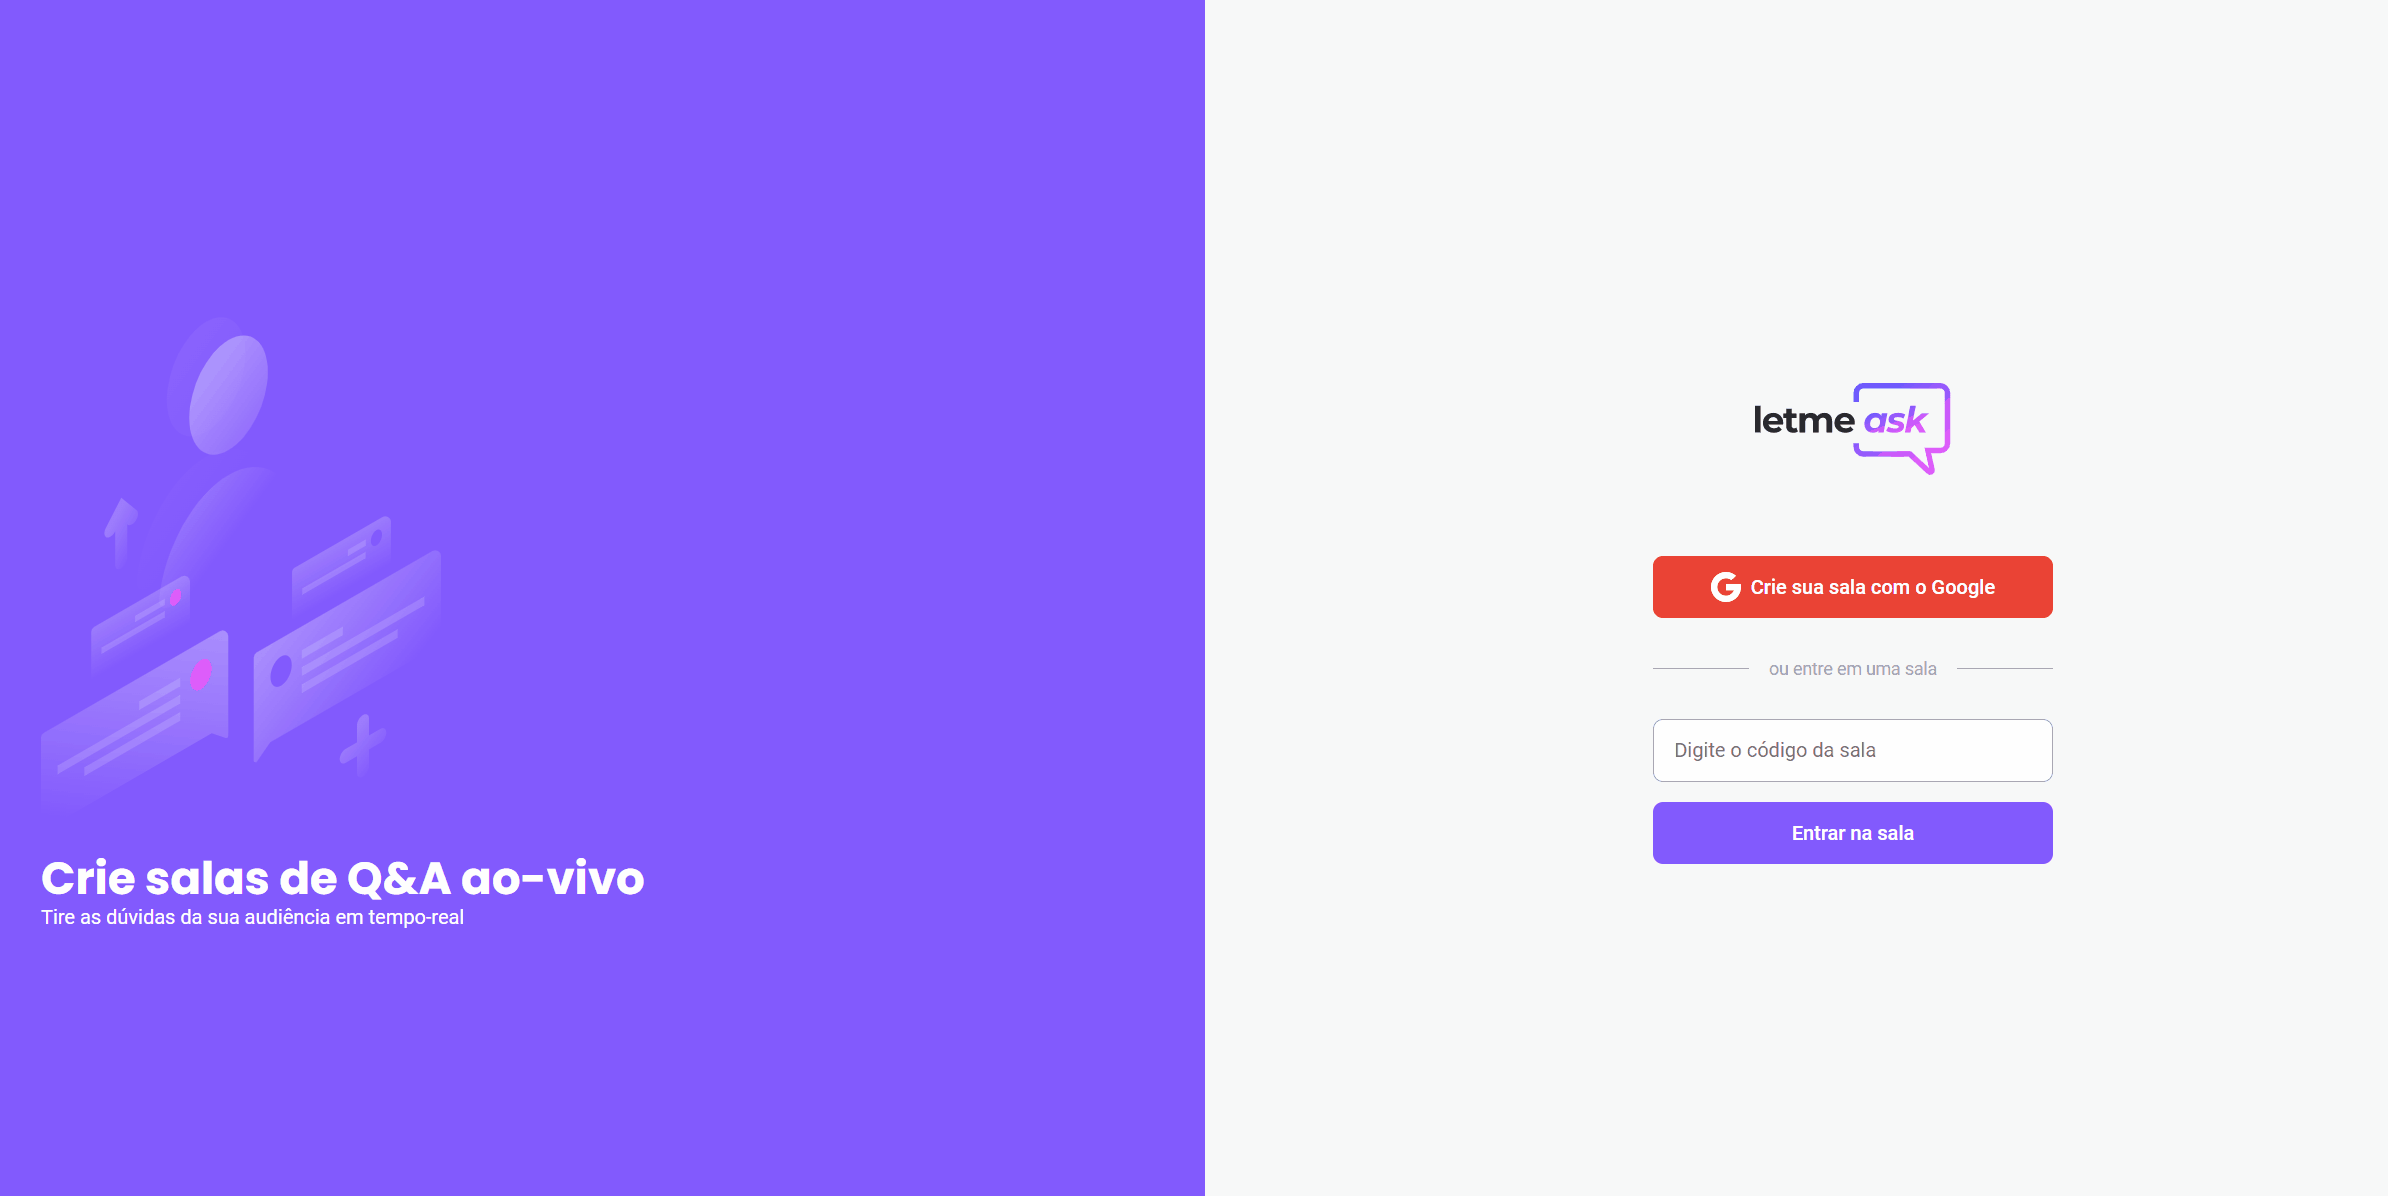 Crie salas de Q&A ao-vivo
Tire as dúvidas da sua audiência em tempo-real
letme ask
Crie sua sala com o Google
ou entre em uma sala
Digite o código da sala
Entrar na sala